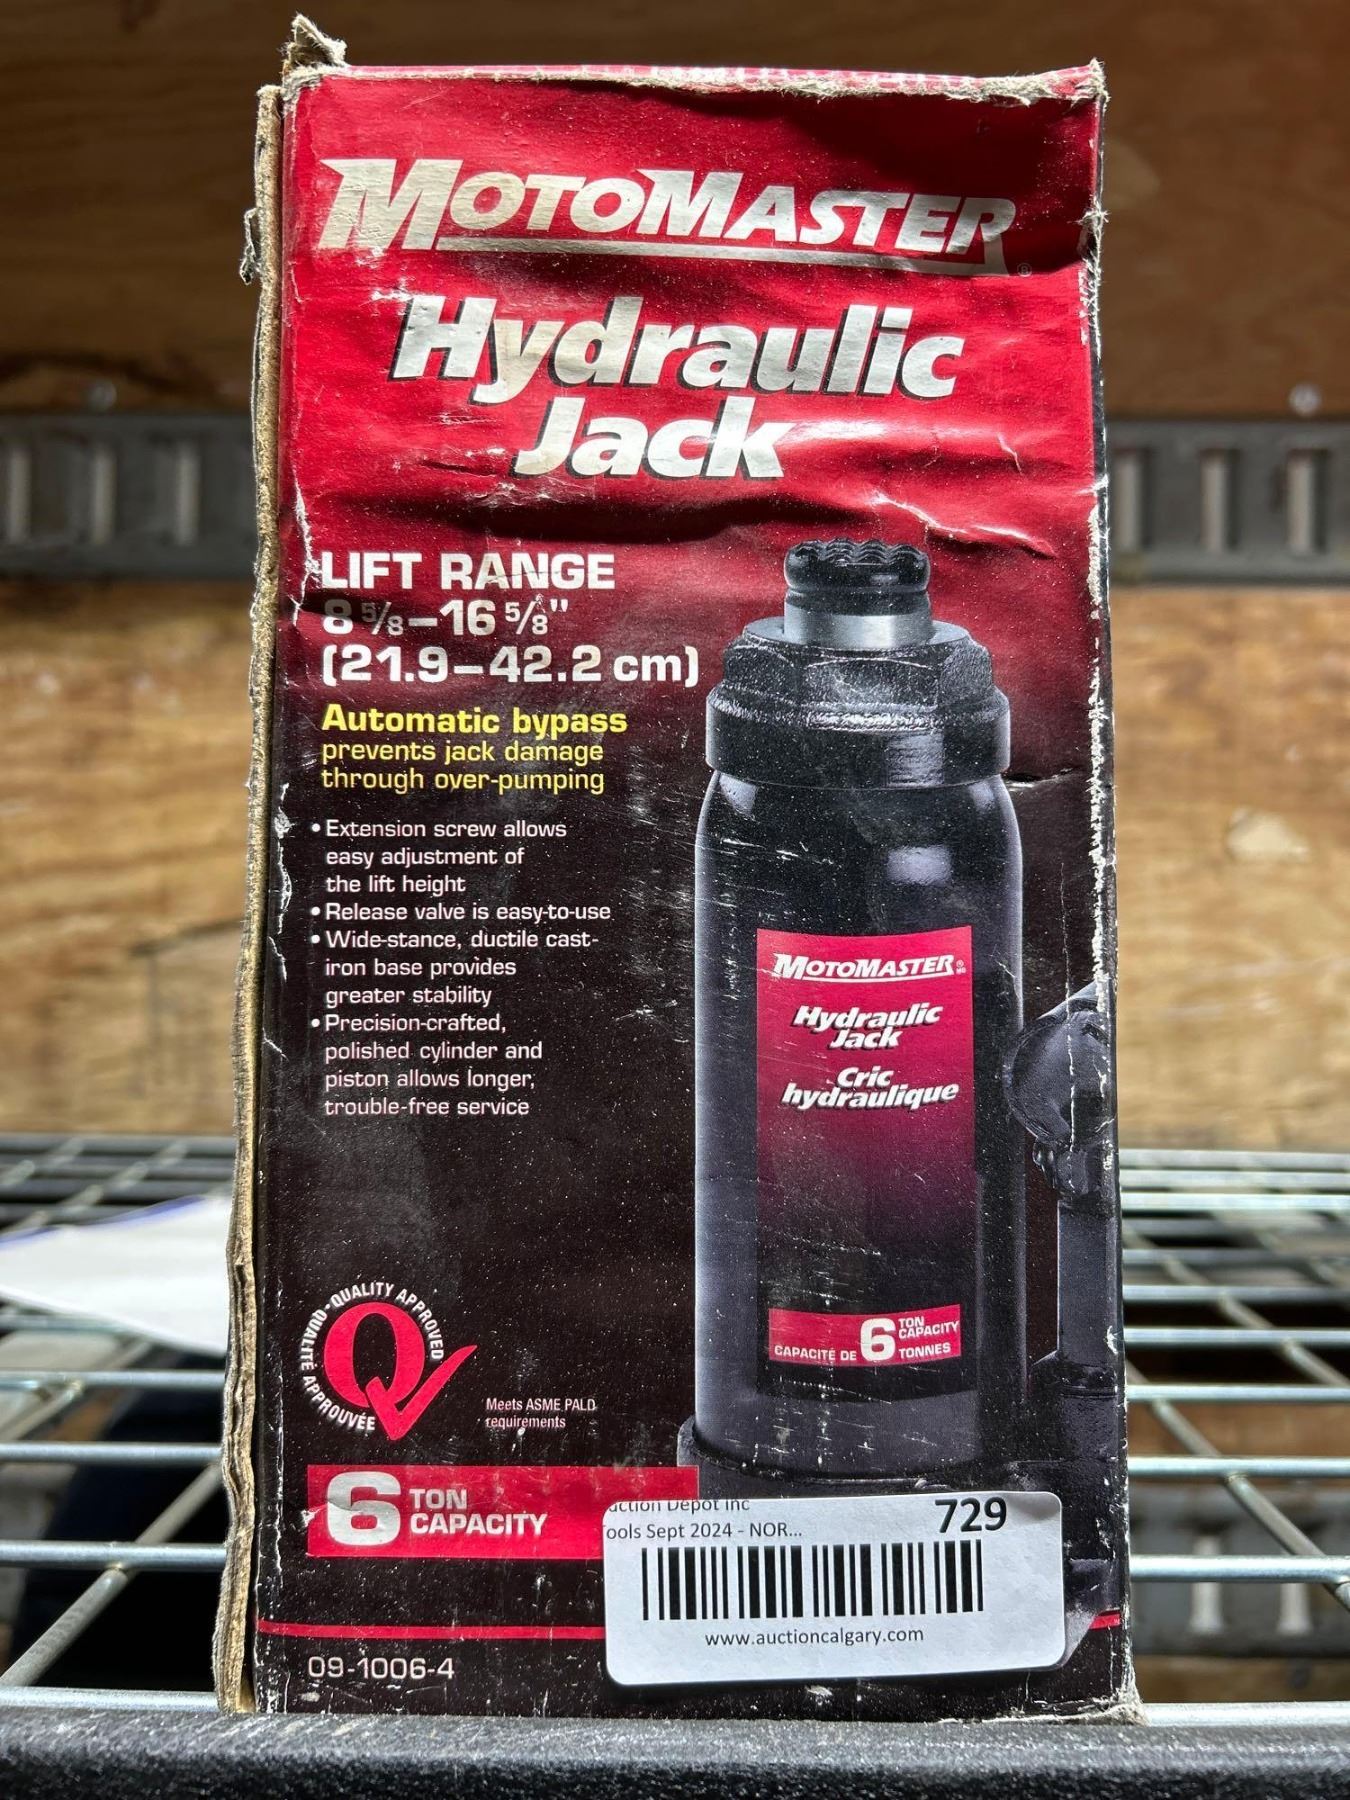 MOTOMASTER
Hydraulic
Jack
LIFT RANGE
8 5/8–16 5/8"
(21.9–42.2 cm)
Automatic bypass
prevents jack damage
through over-pumping
• Extension screw allows
easy adjustment of
the lift height
• Release valve is easy-to-use
• Wide-stance, ductile cast-
iron base provides
greater stability
• Precision-crafted,
polished cylinder and
piston allows longer,
trouble-free service
MOTOMASTER
Hydraulic
Jack
Cric
hydraulique
6 TON CAPACITY
CAPACITÉ DE 6 TONNES
QUALITY APPROVED
QUALITÉ APPROUVÉE
Meets ASME PALD
requirements
6 TON
CAPACITY
Depot Inc
Sept 2024 - NOR...
729
www.auctioncalgary.com
09-1006-4